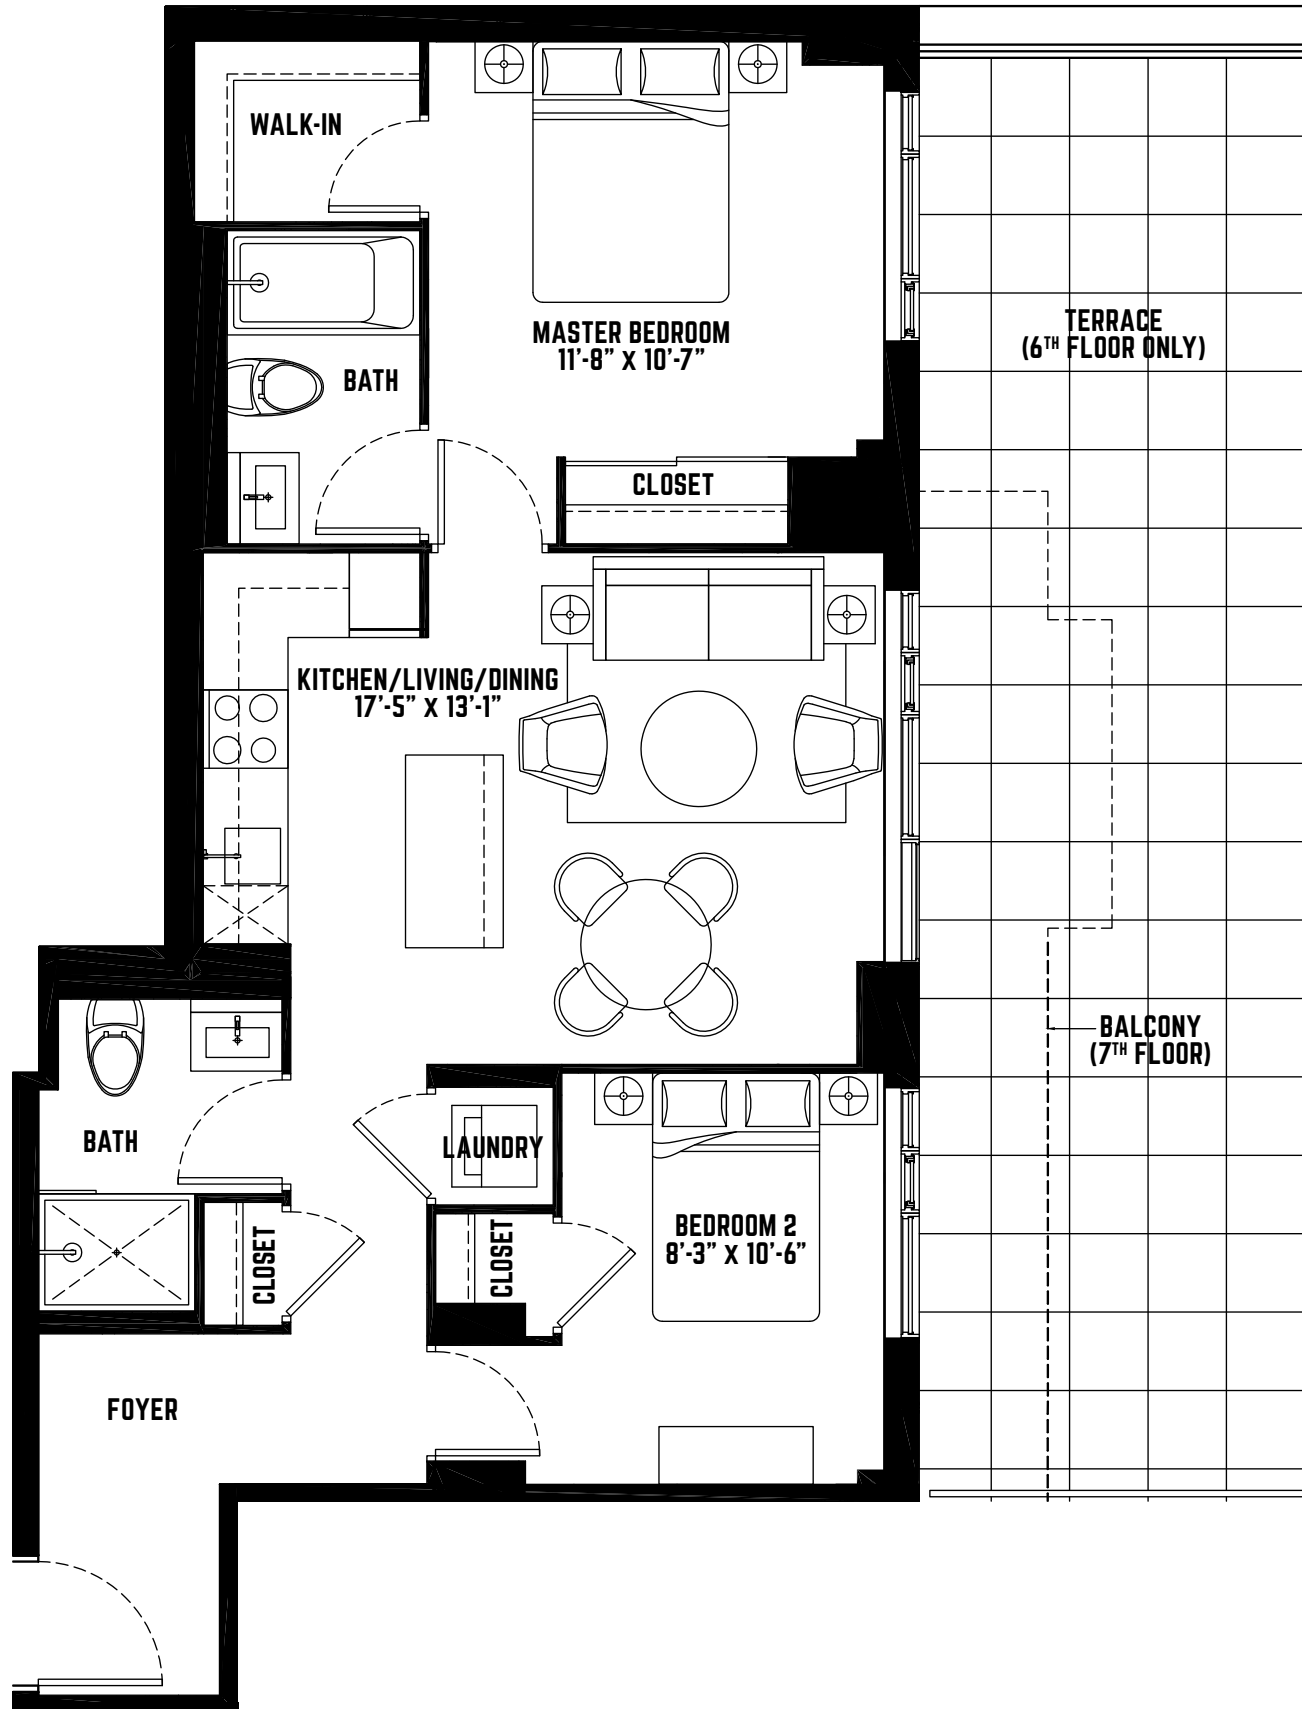 WALK-IN
MASTER BEDROOM
11'-8" X 10'-7"
TERRACE
(6TH FLOOR ONLY)
BATH
CLOSET
KITCHEN/LIVING/DINING
17'-5" X 13'-1"
BALCONY
(7TH FLOOR)
BATH
LAUNDRY
CLOSET
CLOSET
BEDROOM 2
8'-3" X 10'-6"
FOYER